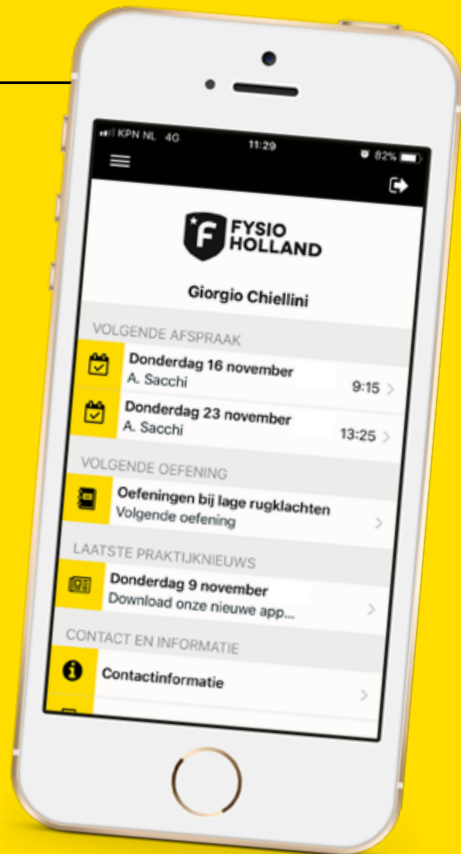 KPN NL 4G 11:29 82%
FYSIO
HOLLAND
Giorgio Chiellini
VOLGENDE AFSPRAAK
Donderdag 16 november
A. Sacchi 9:15
Donderdag 23 november
A. Sacchi 13:25
VOLGENDE OEFENING
Oefeningen bij lage rugklachten
Volgende oefening
LAATSTE PRAKTIJKNIEUWS
Donderdag 9 november
Download onze nieuwe app...
CONTACT EN INFORMATIE
Contactinformatie